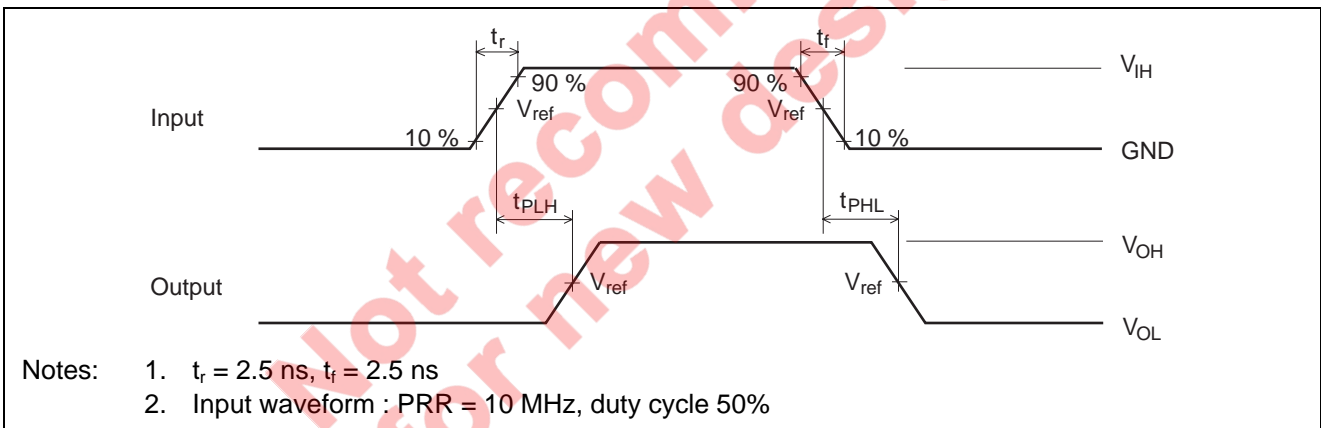 tr tf
VIH
90 % 90 %
Input Vref Vref
10 % 10 %
GND
tPLH tPHL
VOH
Output Vref Vref
VOL
Notes: 1. tr = 2.5 ns, tf = 2.5 ns
2. Input waveform : PRR = 10 MHz, duty cycle 50%
Not recom
for new desi